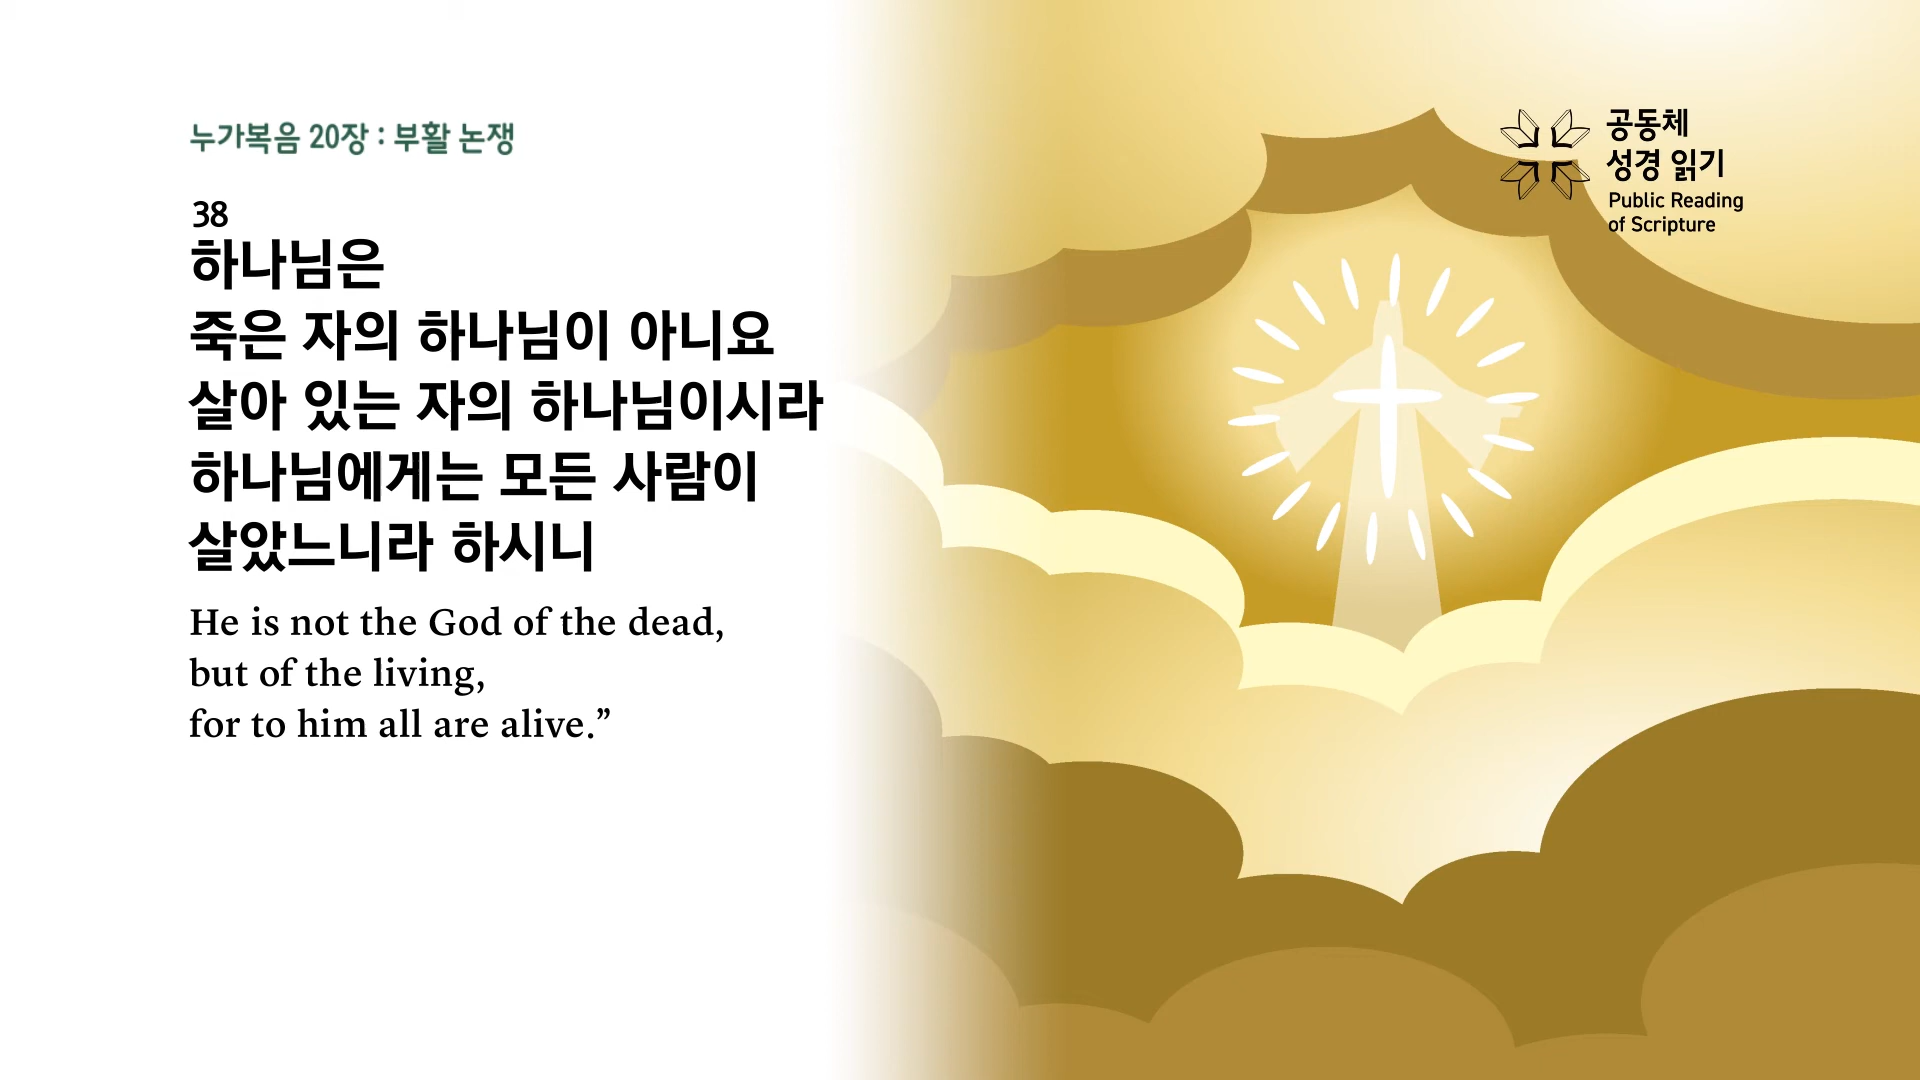 누가복음 20장 : 부활 논쟁
38
하나님은
죽은 자의 하나님이 아니요
살아 있는 자의 하나님이시라
하나님에게는 모든 사람이
살았느니라 하시니
He is not the God of the dead,
but of the living,
for to him all are alive.”
공동체
성경 읽기
Public Reading
of Scripture